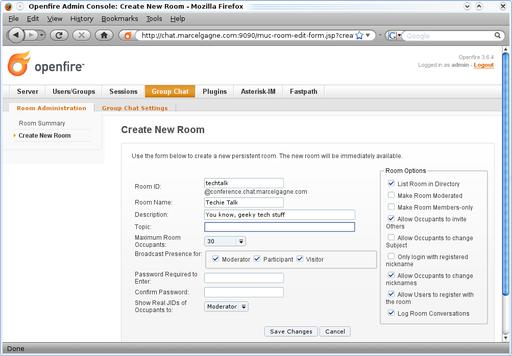 Openfire Admin Console: Create New Room - Mozilla Firefox
File Edit View History Bookmarks Tools Help
http://chat.marcelgagne.com:9090/muc-room-edit-form.jsp?crea
Google
openfire
Openfire 3.6.4
Logged in as admin - Logout
Server Users/Groups Sessions Group Chat Plugins Asterisk-IM Fastpath
Room Administration Group Chat Settings
Room Summary
Create New Room
Create New Room
Use the form below to create a new persistent room. The new room will be immediately available.
Room ID: techtalk
@conference.chat.marcelgagne.com
Room Name: Techie Talk
Description: You know, geeky tech stuff
Topic:
Maximum Room
Occupants: 30
Broadcast Presence for: Moderator Participant Visitor
Password Required to
Enter:
Confirm Password:
Show Real JIDs of
Occupants to: Moderator
Room Options
List Room in Directory
Make Room Moderated
Make Room Members-only
Allow Occupants to invite
Others
Allow Occupants to change
Subject
Only login with registered
nickname
Allow Occupants to change
nicknames
Allow Users to register with
the room
Log Room Conversations
Save Changes Cancel
Done